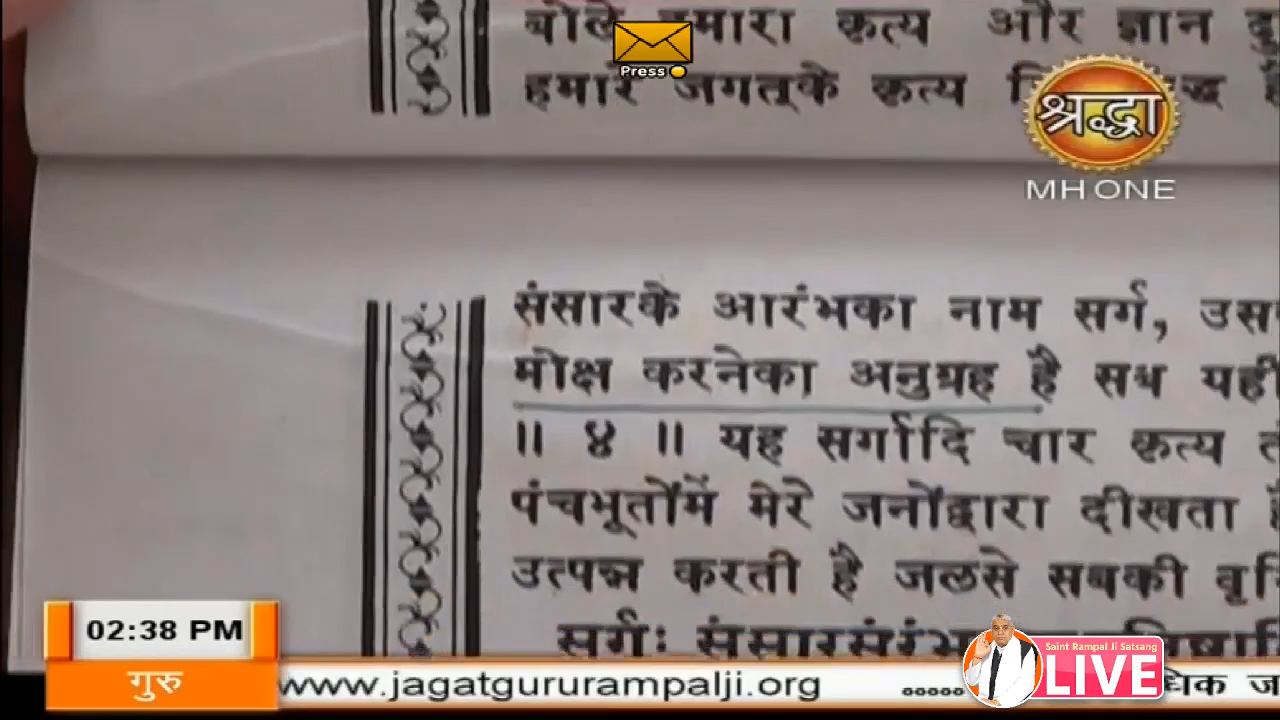 बोले हमारा कृत्य और ज्ञान
Press
हमारे जगत्के कृत्य
श्रद्धा
MH ONE
संसारके आरंभका नाम सर्ग,
मोक्ष करनेका अनुग्रह है सब यही
॥ ४ ॥ यह सर्गादि चार कृत्य
पंचभूतोंमें मेरे जनोंद्वारा दीखता
उत्पन्न करती है जलसे सबकी
सर्गः
02:38 PM
गुरु
www.jagatgururampalji.org
.....
Saint Rampal Ji Satsang
LIVE